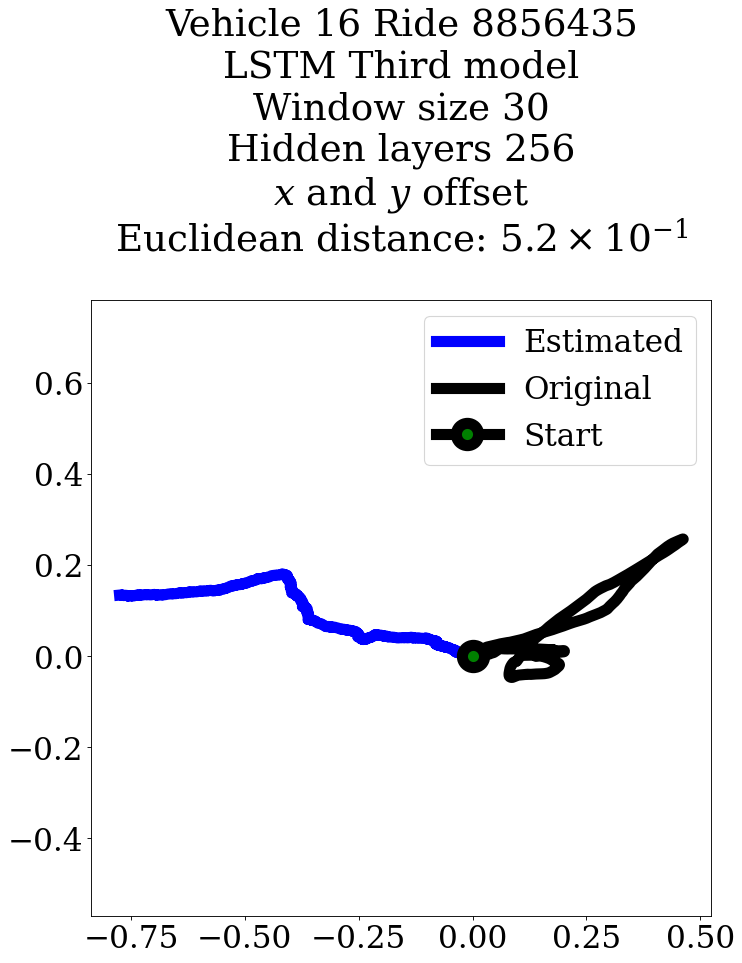 Vehicle 16 Ride 8856435
LSTM Third model
Window size 30
Hidden layers 256
x and y offset
Euclidean distance: 5.2 × 10⁻¹
Estimated
Original
Start
0.6
0.4
0.2
0.0
−0.2
−0.4
−0.75 −0.50 −0.25 0.00 0.25 0.50